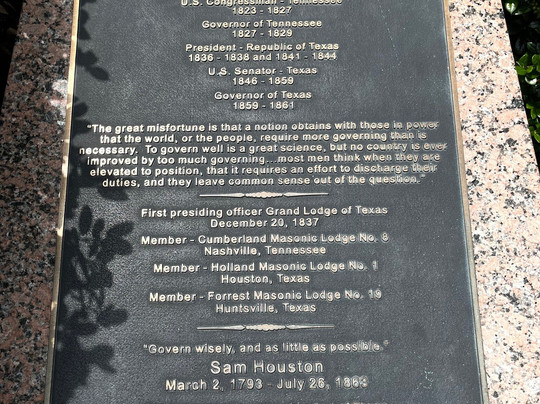 U.S. Congressman - Tennessee
1823 - 1827
Governor of Tennessee
1827 - 1829
President - Republic of Texas
1836 - 1838 and 1841 - 1844
U.S. Senator - Texas
1846 - 1859
Governor of Texas
1859 - 1861
"The great misfortune is that a notion obtains with those in power
that the world, or the people, require more governing than is
necessary. To govern well is a great science, but no country is ever
improved by too much governing...most men think when they are
elevated to position, that it requires an effort to discharge their
duties, and they leave common sense out of the question."
First presiding officer Grand Lodge of Texas
December 20, 1837
Member - Cumberland Masonic Lodge No. 8
Nashville, Tennessee
Member - Holland Masonic Lodge No. 1
Houston, Texas
Member - Forrest Masonic Lodge No. 19
Huntsville, Texas
"Govern wisely, and as little as possible."
Sam Houston
March 2, 1793 - July 26, 1863